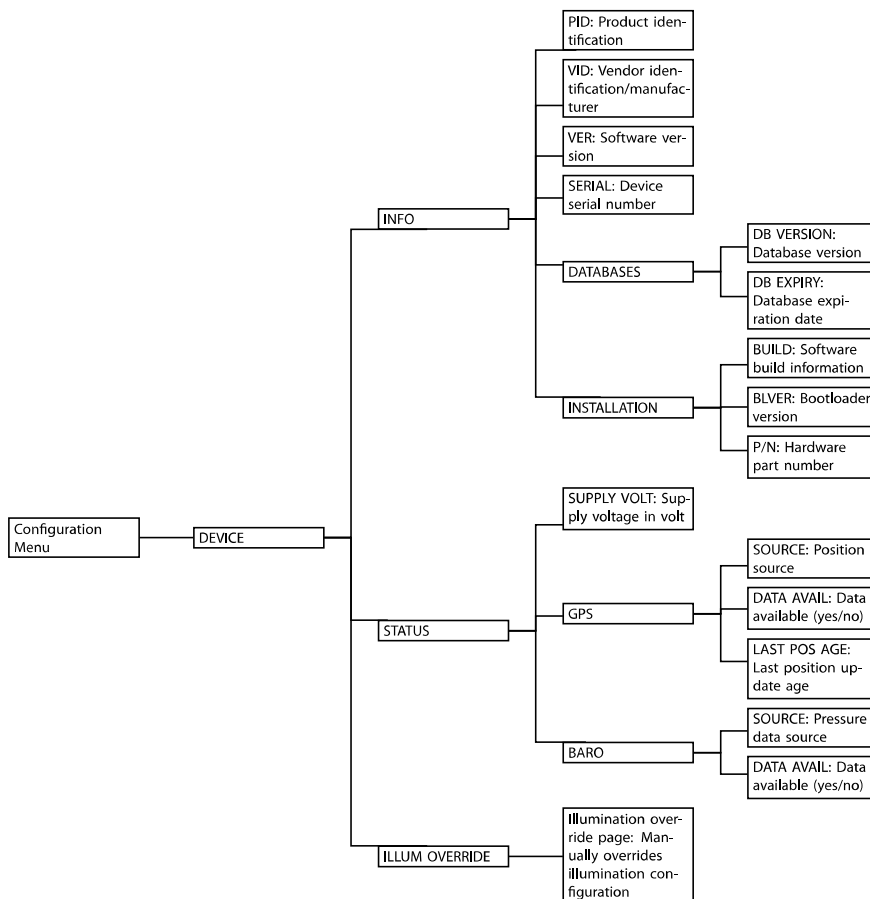 PID: Product iden-
tification
VID: Vendor iden-
tification/manufac-
turer
VER: Software ver-
sion
SERIAL: Device
serial number
INFO
DB VERSION:
Database version
DATABASES
DB EXPIRY:
Database expi-
ration date
BUILD: Software
build information
INSTALLATION
BLVER: Bootloader
version
P/N: Hardware
part number
SUPPLY VOLT: Sup-
ply voltage in volt
Configuration
Menu
DEVICE
SOURCE: Position
source
STATUS
GPS
DATA AVAIL: Data
available (yes/no)
LAST POS AGE:
Last position up-
date age
SOURCE: Pressure
data source
BARO
DATA AVAIL: Data
available (yes/no)
ILLUM OVERRIDE
Illumination over-
ride page: Man-
ually overrides
illumination con-
figuration